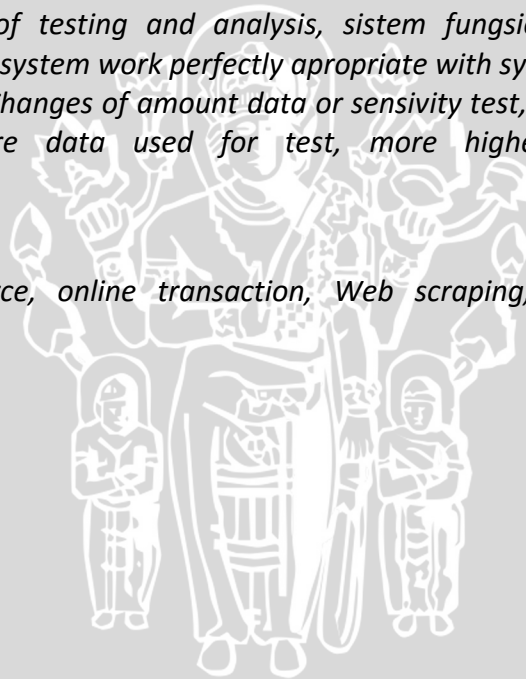 of testing and analysis, sistem fungsio
system work perfectly apropriate with sy
Changes of amount data or sensivity test,
re data used for test, more highe
rce, online transaction, Web scraping,